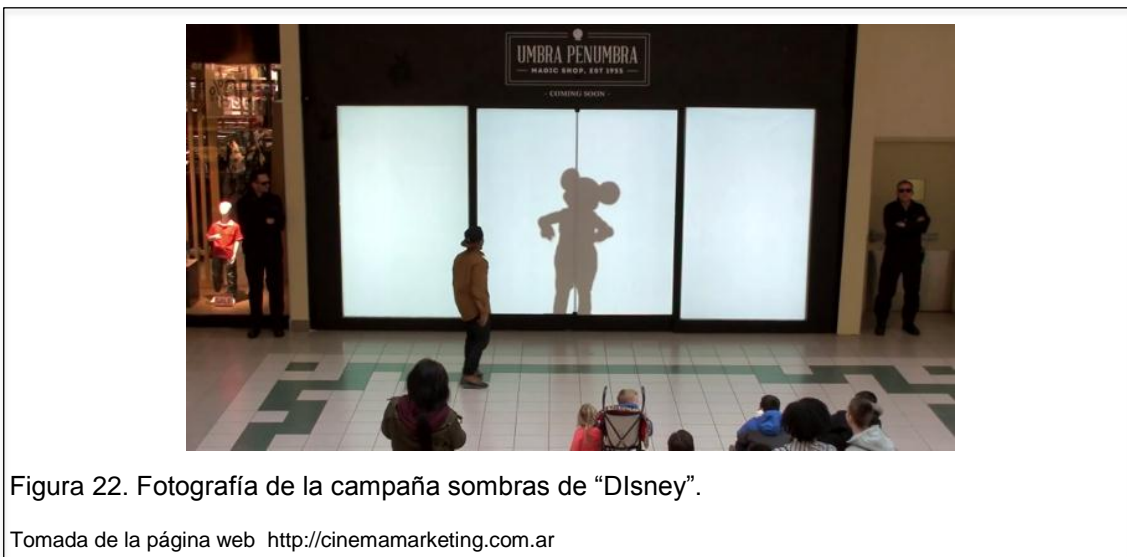 UMBRA PENUMBRA
MAGIC SHOP, EST 1955
- COMING SOON -
Figura 22. Fotografía de la campaña sombras de “DIsney”.
Tomada de la página web http://cinemamarketing.com.ar